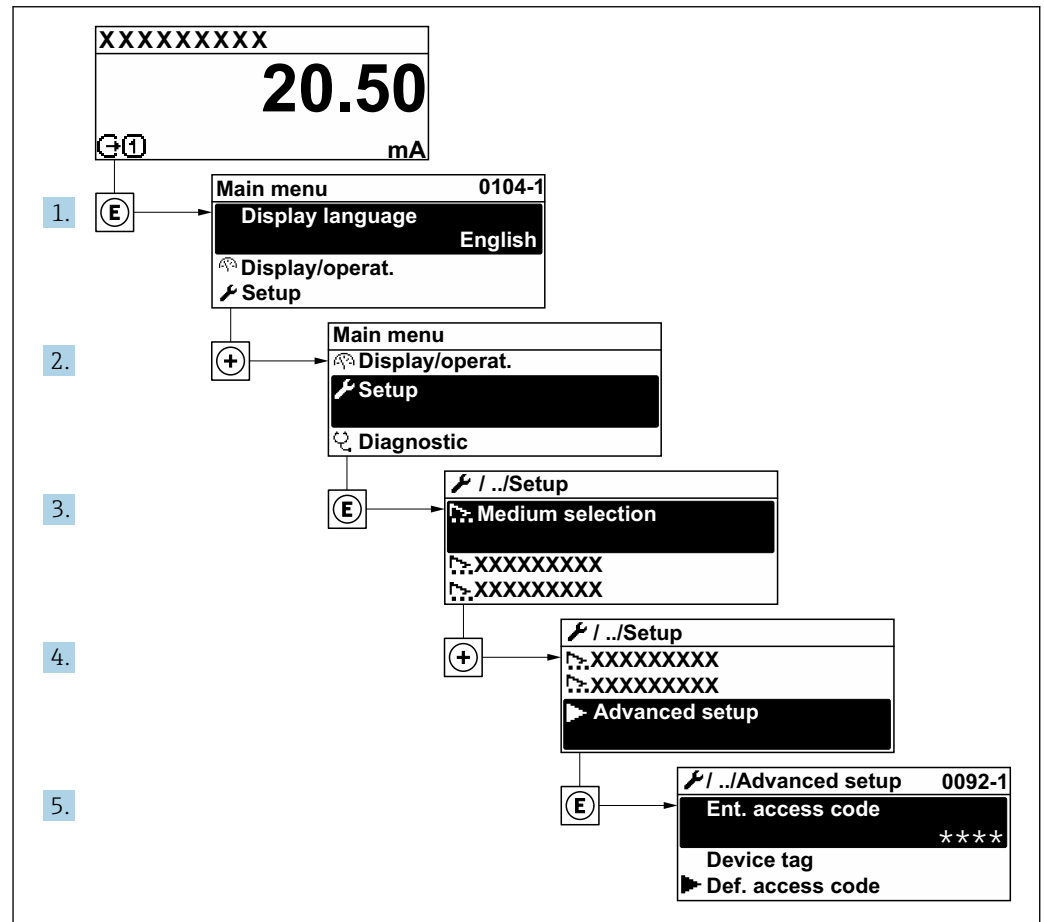 XXXXXXXXX
20.50
1 mA
1. E Main menu 0104-1
Display language
English
Display/operat.
Setup
2. + Main menu
Display/operat.
Setup
Diagnostic
3. E / ../Setup
Medium selection
XXXXXXXXX
XXXXXXXXX
4. + / ../Setup
XXXXXXXXX
XXXXXXXXX
Advanced setup
5. E / ../Advanced setup 0092-1
Ent. access code
****
Device tag
Def. access code